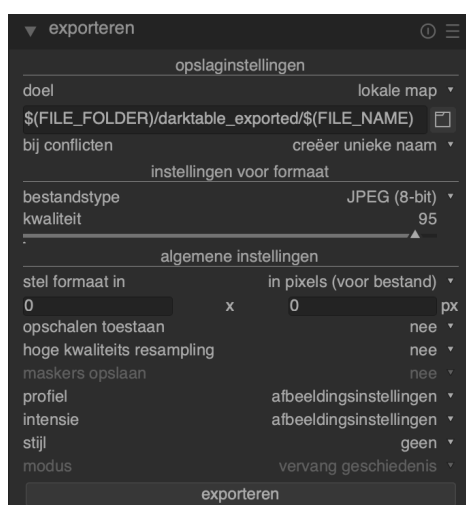 exporteren
opslaginstellingen
doel lokale map
$(FILE_FOLDER)/darktable_exported/$(FILE_NAME)
bij conflicten creëer unieke naam
instellingen voor formaat
bestandstype JPEG (8-bit)
kwaliteit 95
algemene instellingen
stel formaat in in pixels (voor bestand)
0 x 0 px
opschalen toestaan nee
hoge kwaliteits resampling nee
maskers opslaan nee
profiel afbeeldingsinstellingen
intensie afbeeldingsinstellingen
stijl geen
modus vervang geschiedenis
exporteren